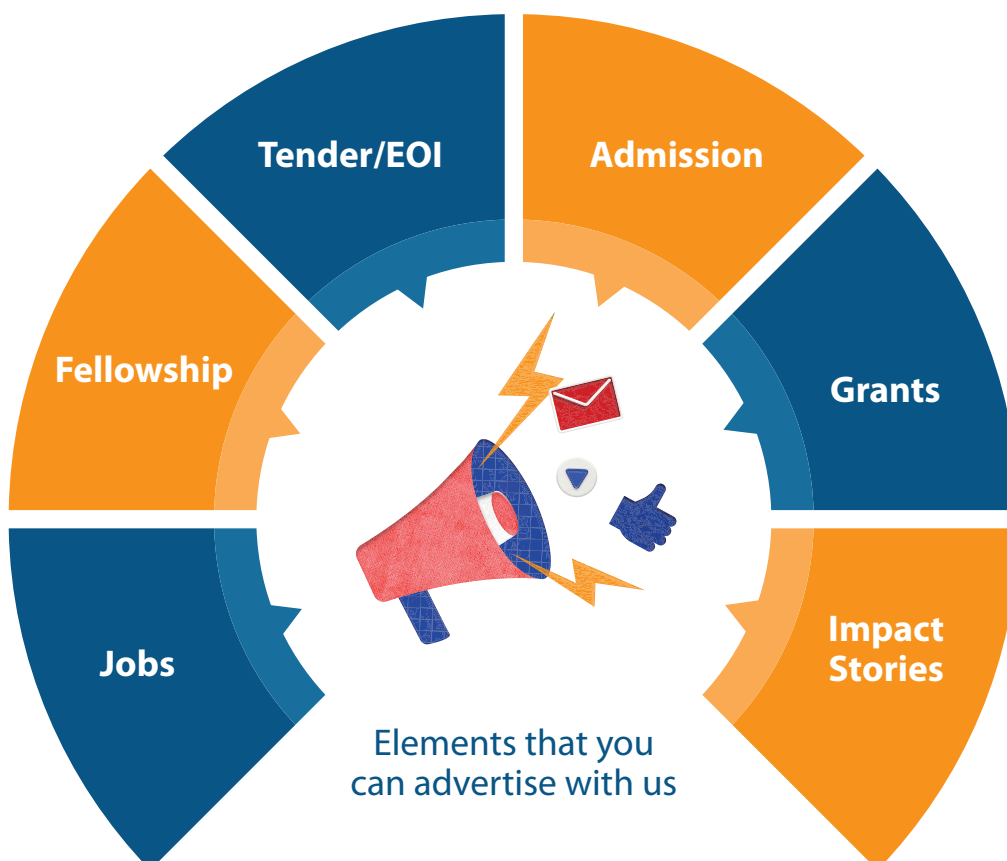 Tender/EOI
Admission
Fellowship
Grants
Jobs
Impact
Stories
Elements that you
can advertise with us